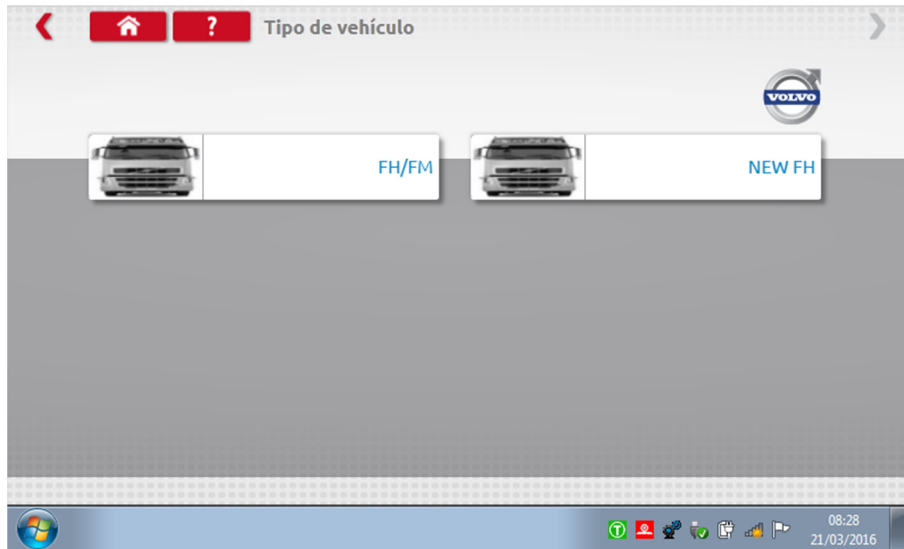 ? Tipo de vehículo
VOLVO
FH/FM
NEW FH
08:28
21/03/2016